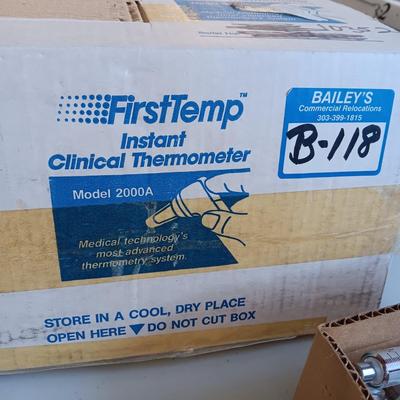 FirstTemp™
Instant
Clinical Thermometer
Model 2000A
Medical technology's
most advanced
thermometry system.
STORE IN A COOL, DRY PLACE
OPEN HERE ▼ DO NOT CUT BOX
BAILEY'S
Commercial Relocations
303-399-1815
B-118